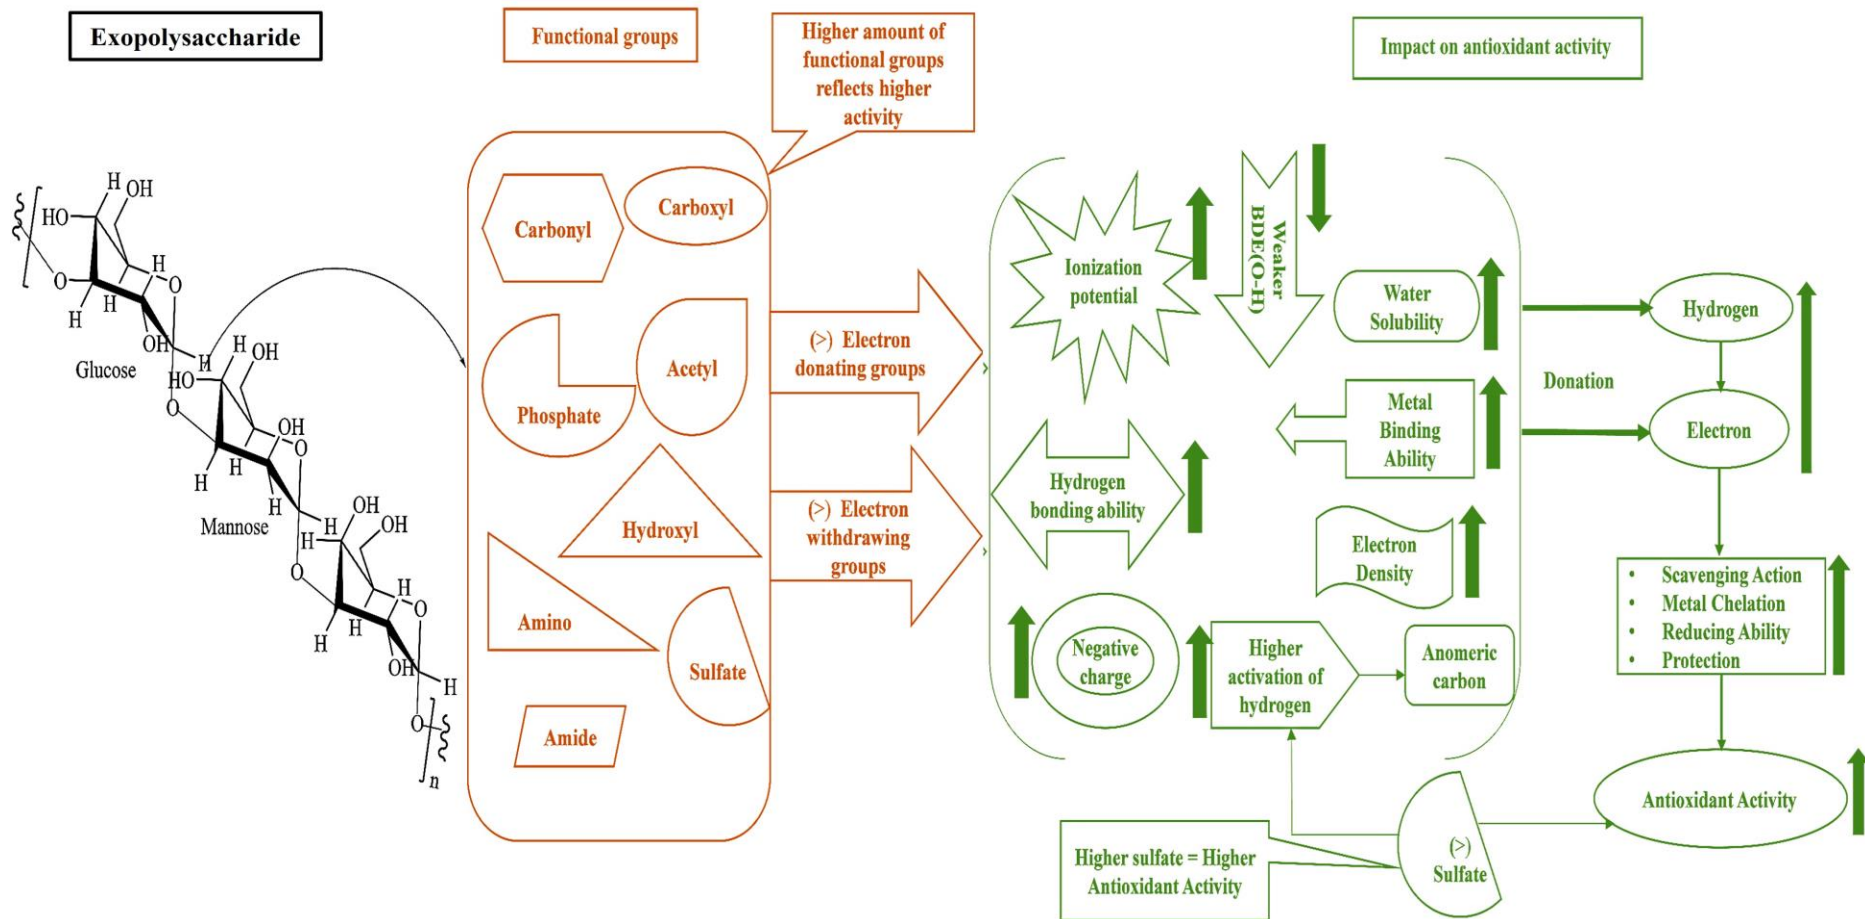 Exopolysaccharide
Functional groups
Higher amount of
functional groups
reflects higher
activity
Impact on antioxidant activity
H
OH
HO
O
H
O
H
H
OH
H
Glucose
O
H
OH
HO
OH
O
H
H
H
H
Mannose
O
H
OH
OH
H
O
H
H
OH
H
O
n
Carbonyl
Carboxyl
Phosphate
Acetyl
Hydroxyl
Amino
Sulfate
Amide
(>) Electron
donating groups
(>) Electron
withdrawing
groups
Ionization
potential
Weaker
BDE(O-H)
Water
Solubility
Metal
Binding
Ability
Hydrogen
bonding ability
Electron
Density
Negative
charge
Higher
activation of
hydrogen
Anomeric
carbon
Hydrogen
Donation
Electron
• Scavenging Action
• Metal Chelation
• Reducing Ability
• Protection
Antioxidant Activity
Higher sulfate = Higher
Antioxidant Activity
(>)
Sulfate